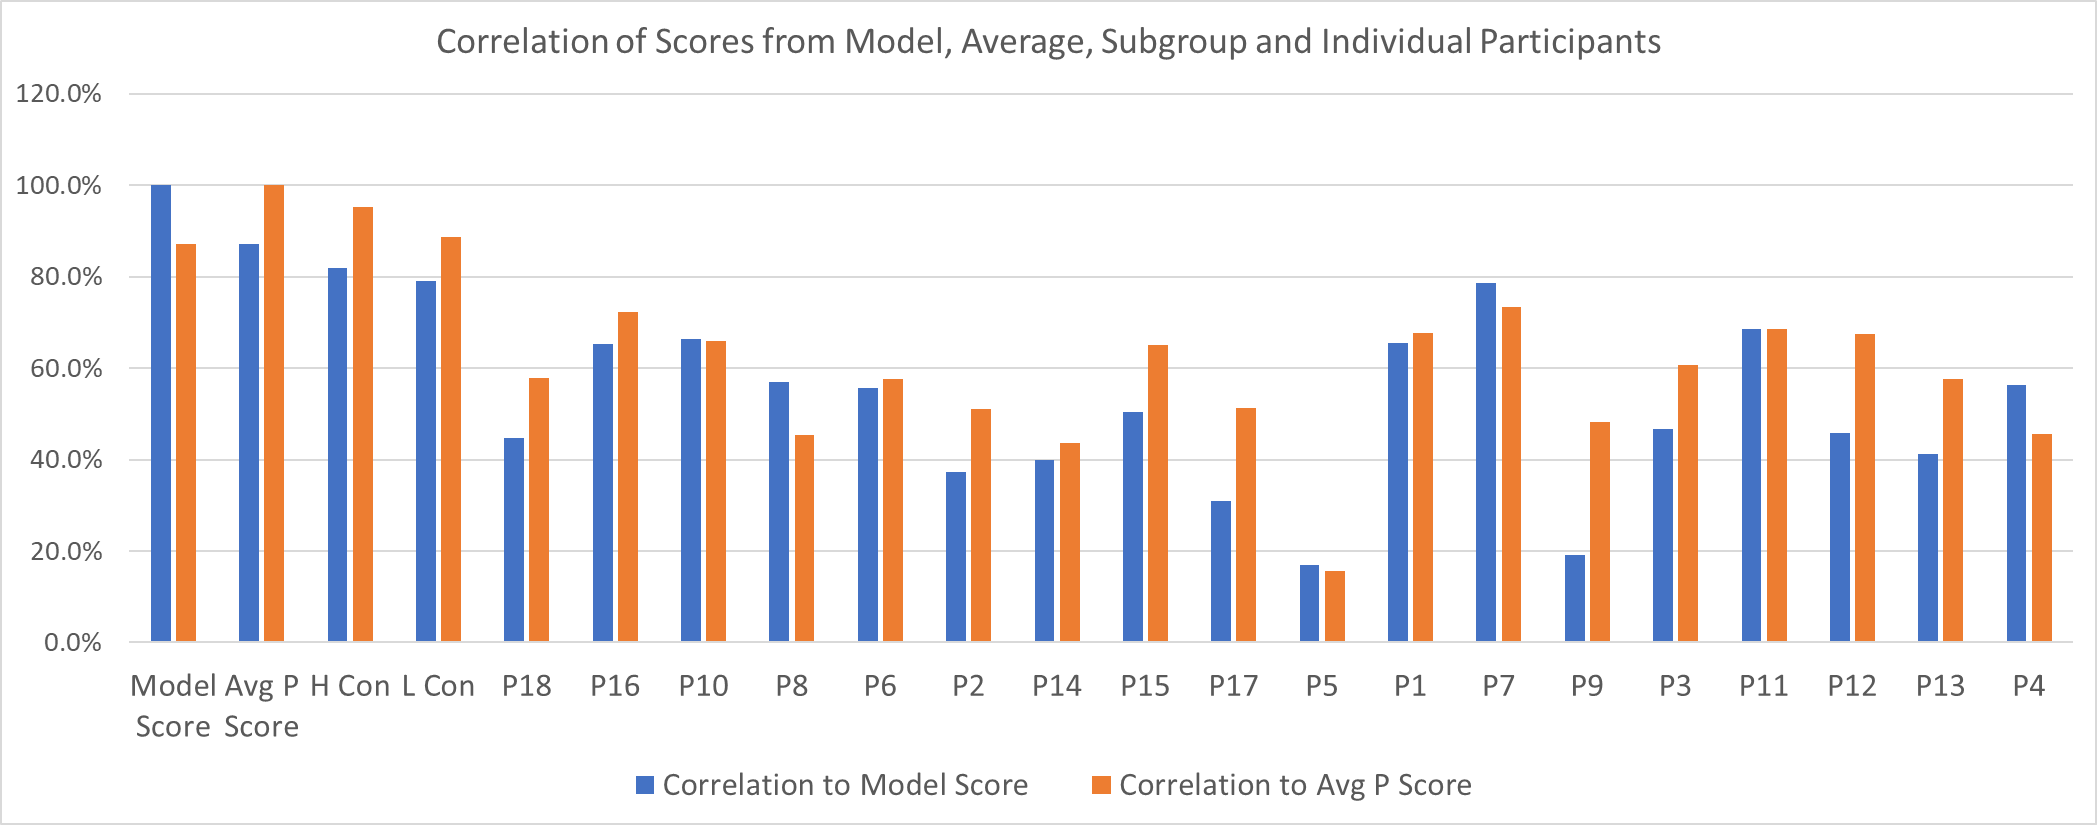 Correlation of Scores from Model, Average, Subgroup and Individual Participants
120.0%
100.0%
80.0%
60.0%
40.0%
20.0%
0.0%
Model Avg P H Con L Con P18 P16 P10 P8 P6 P2 P14 P15 P17 P5 P1 P7 P9 P3 P11 P12 P13 P4
Score Score
Correlation to Model Score Correlation to Avg P Score